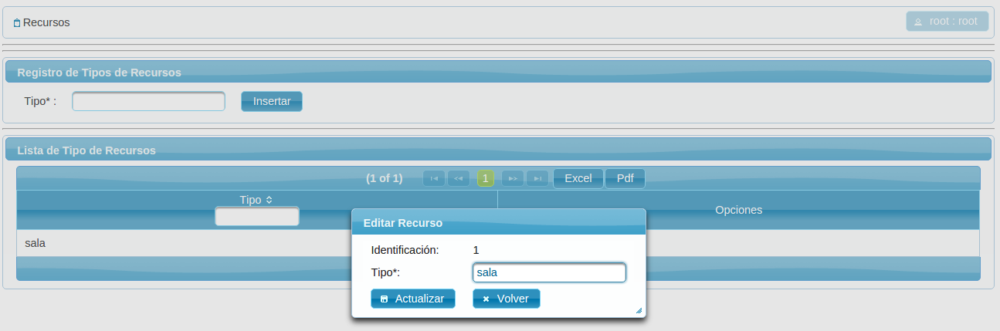 Recursos root : root
Registro de Tipos de Recursos
Tipo* : Insertar
Lista de Tipo de Recursos
(1 of 1) 1 Excel Pdf
Tipo
Opciones
sala
Editar Recurso
Identificación: 1
Tipo*: sala
Actualizar Volver